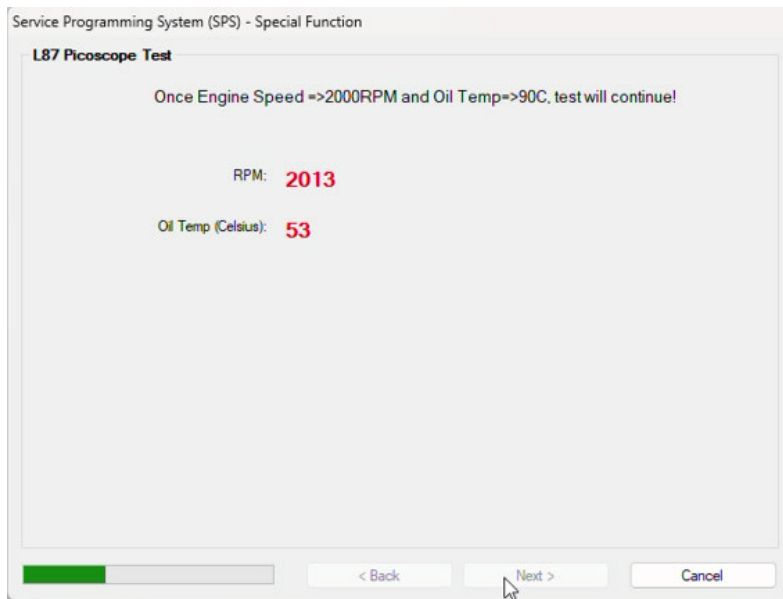 Service Programming System (SPS) - Special Function
L87 Picoscope Test
Once Engine Speed =>2000RPM and Oil Temp=>90C, test will continue!
RPM: 2013
Oil Temp (Celsius): 53
< Back Next > Cancel